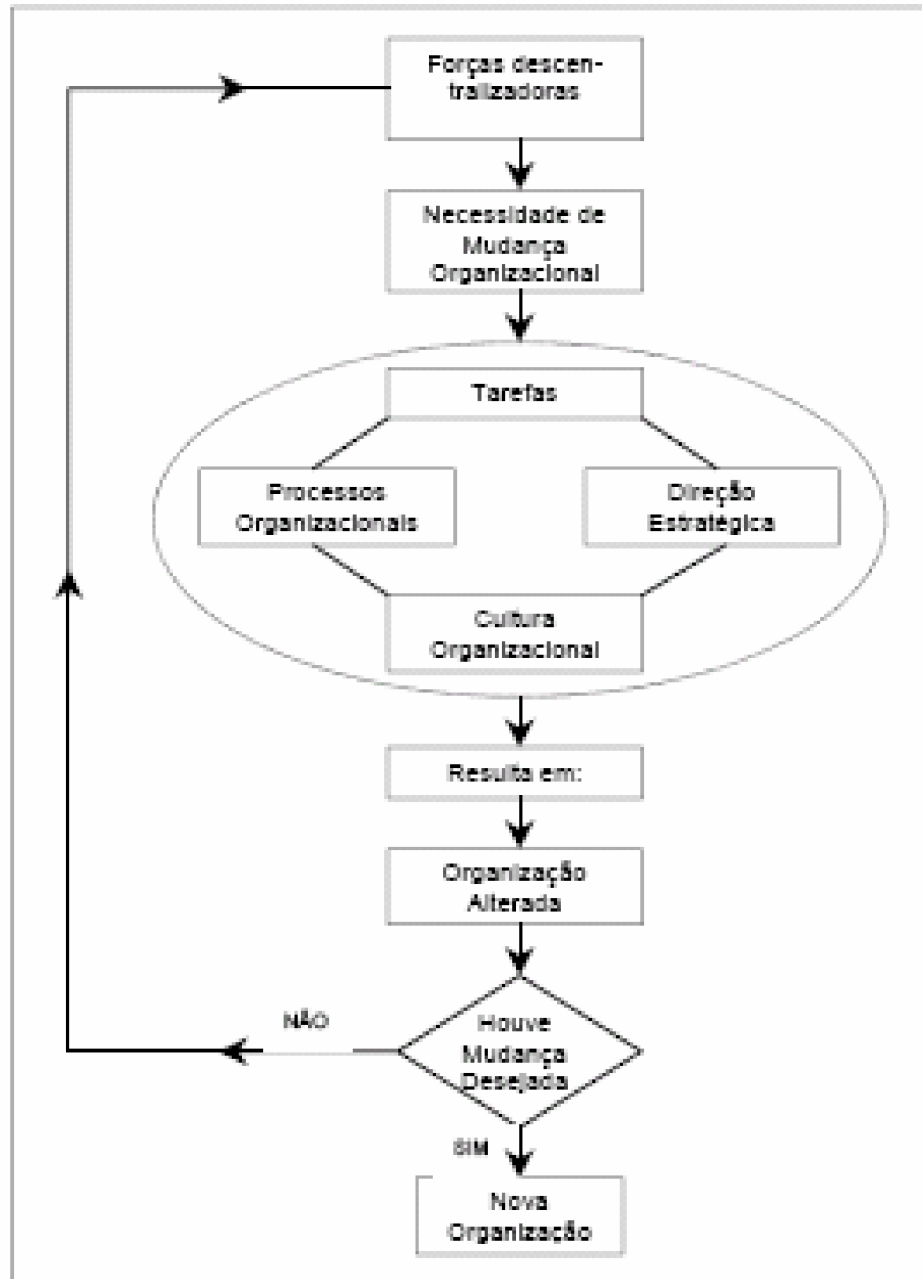 Forças descen-
tralizadoras
Necessidade de
Mudança
Organizacional
Tarefas
Processos
Organizacionais
Direção
Estratégica
Cultura
Organizacional
Resulta em:
Organização
Alterada
NÃO
Houve
Mudança
Desejada
SIM
Nova
Organização